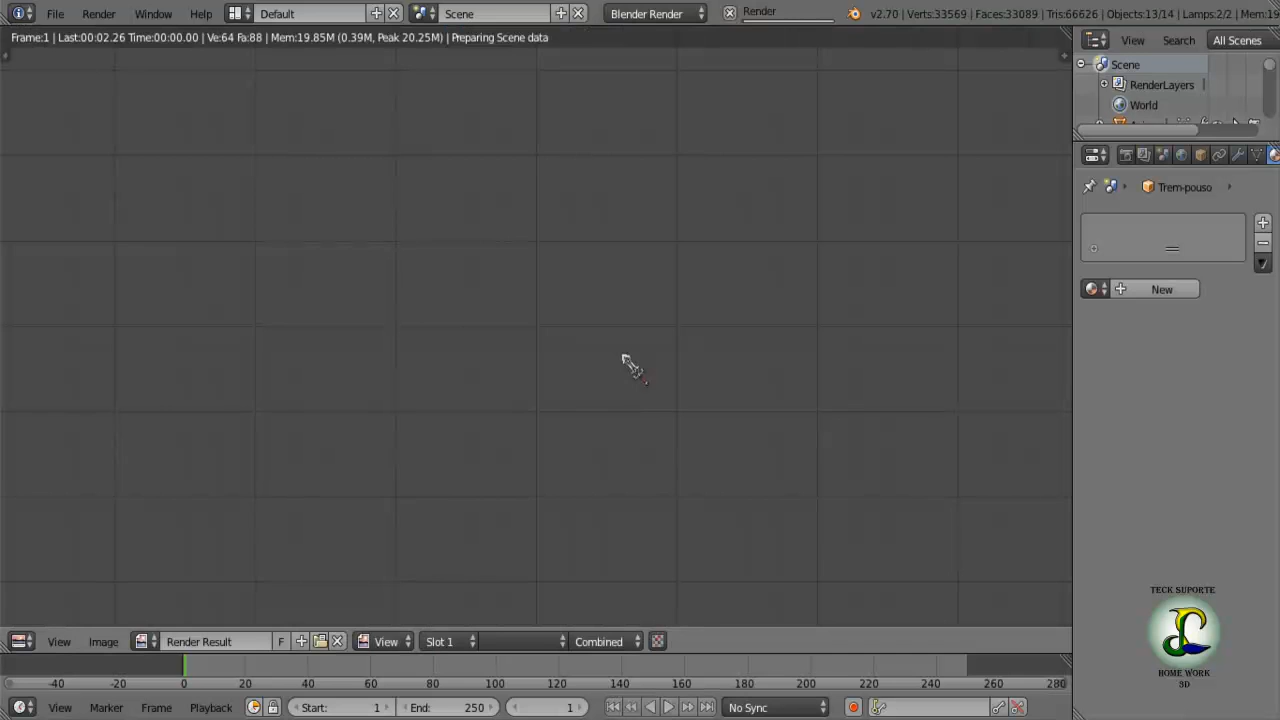 File Render Window Help Default Scene Blender Render Render v2.70 | Verts:33569 | Faces:33089 | Tris:66626 | Objects:13/14 | Lamps:2/2 | Mem:19
Frame:1 | Last:00:02.26 Time:00:00.00 | Ve:64 Fa:88 | Mem:19.85M (0.39M, Peak 20.25M) | Preparing Scene data
View Search All Scenes
Scene
RenderLayers
World
Trem-pouso
New
TECK SUPORTE
HOME WORK
3D
View Image Render Result F View Slot 1 Combined
-40 -20 0 20 40 60 80 100 120 140 160 180 200 220 240 260 280
View Marker Frame Playback Start: 1 End: 250 1 No Sync